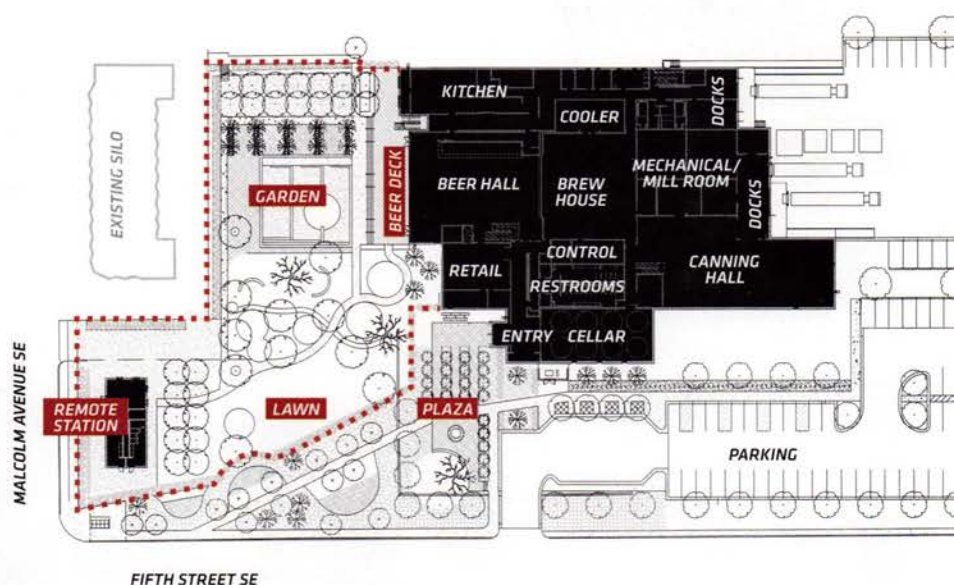 KITCHEN
COOLER
DOCKS
EXISTING SILO
GARDEN
BEER DECK
BEER HALL
BREW
HOUSE
MECHANICAL/
MILL ROOM
DOCKS
RETAIL
CONTROL
RESTROOMS
CANNING
HALL
ENTRY
CELLAR
MALCOLM AVENUE SE
REMOTE
STATION
LAWN
PLAZA
PARKING
FIFTH STREET SE